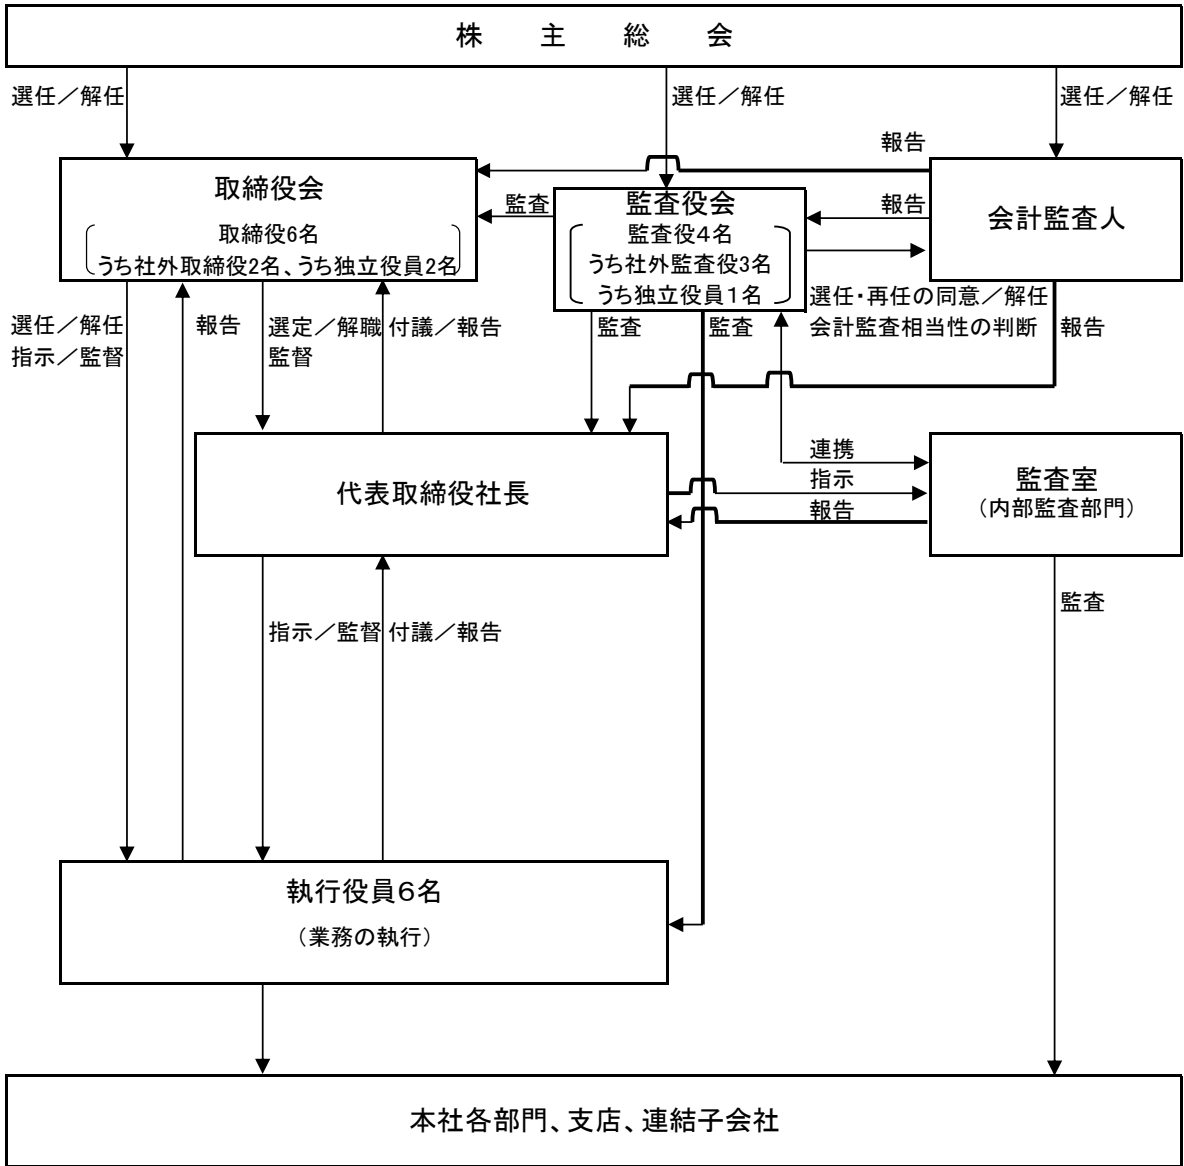 株　主　総　会
選任／解任
選任／解任
選任／解任
報告
取締役会
取締役6名
うち社外取締役2名、うち独立役員2名
監査
監査役会
監査役４名
うち社外監査役3名
うち独立役員１名
報告
会計監査人
選任・再任の同意／解任
会計監査相当性の判断
報告
選任／解任
指示／監督
報告
選定／解職
監督
付議／報告
監査
監査
代表取締役社長
連携
指示
報告
監査室
（内部監査部門）
監査
指示／監督
付議／報告
執行役員６名
（業務の執行）
本社各部門、支店、連結子会社